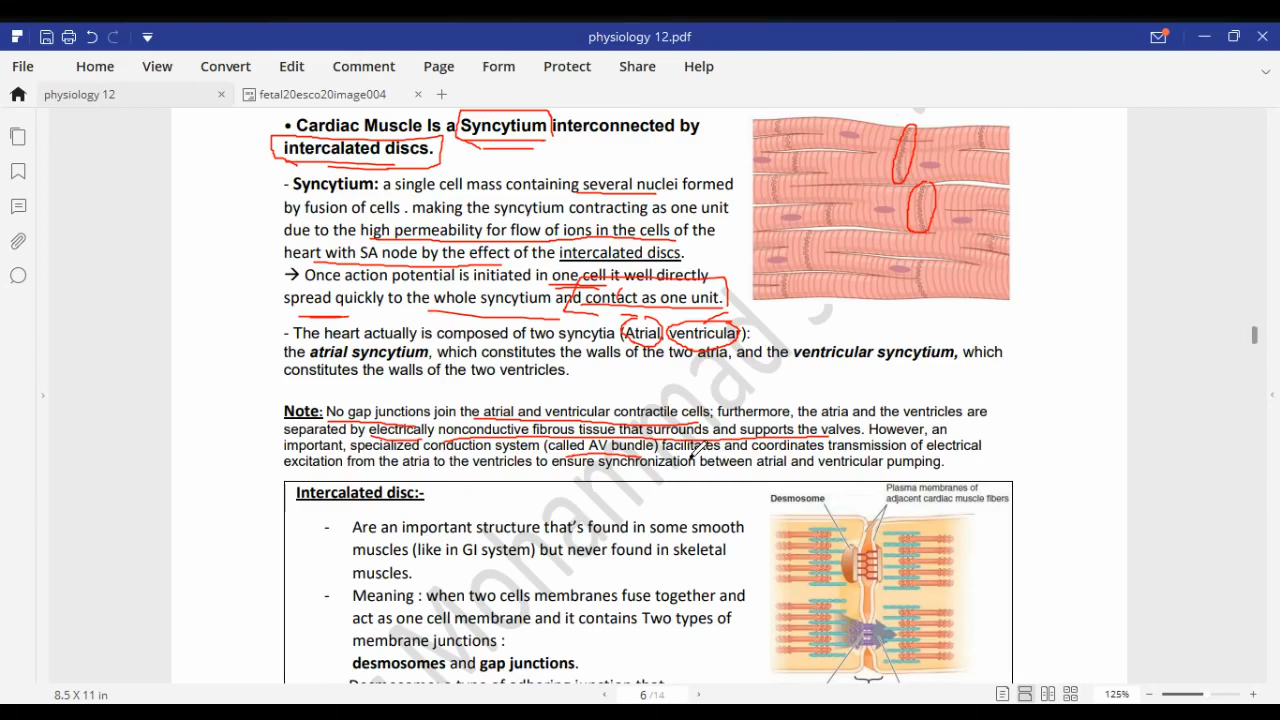 physiology 12.pdf
File Home View Convert Edit Comment Page Form Protect Share Help
physiology 12 fetal20esco20image004
• Cardiac Muscle Is a Syncytium interconnected by
intercalated discs.
- Syncytium: a single cell mass containing several nuclei formed
by fusion of cells . making the syncytium contracting as one unit
due to the high permeability for flow of ions in the cells of the
heart with SA node by the effect of the intercalated discs.
→ Once action potential is initiated in one cell it well directly
spread quickly to the whole syncytium and contact as one unit.
- The heart actually is composed of two syncytia (Atrial, ventricular):
the atrial syncytium, which constitutes the walls of the two atria, and the ventricular syncytium, which
constitutes the walls of the two ventricles.
Note: No gap junctions join the atrial and ventricular contractile cells; furthermore, the atria and the ventricles are
separated by electrically nonconductive fibrous tissue that surrounds and supports the valves. However, an
important, specialized conduction system (called AV bundle) facilitates and coordinates transmission of electrical
excitation from the atria to the ventricles to ensure synchronization between atrial and ventricular pumping.
Intercalated disc:-
- Are an important structure that's found in some smooth
muscles (like in GI system) but never found in skeletal
muscles.
- Meaning : when two cells membranes fuse together and
act as one cell membrane and it contains Two types of
membrane junctions :
desmosomes and gap junctions.
Desmosome
Plasma membranes of
adjacent cardiac muscle fibers
Mohammad
8.5 X 11 in 6 /14 125%